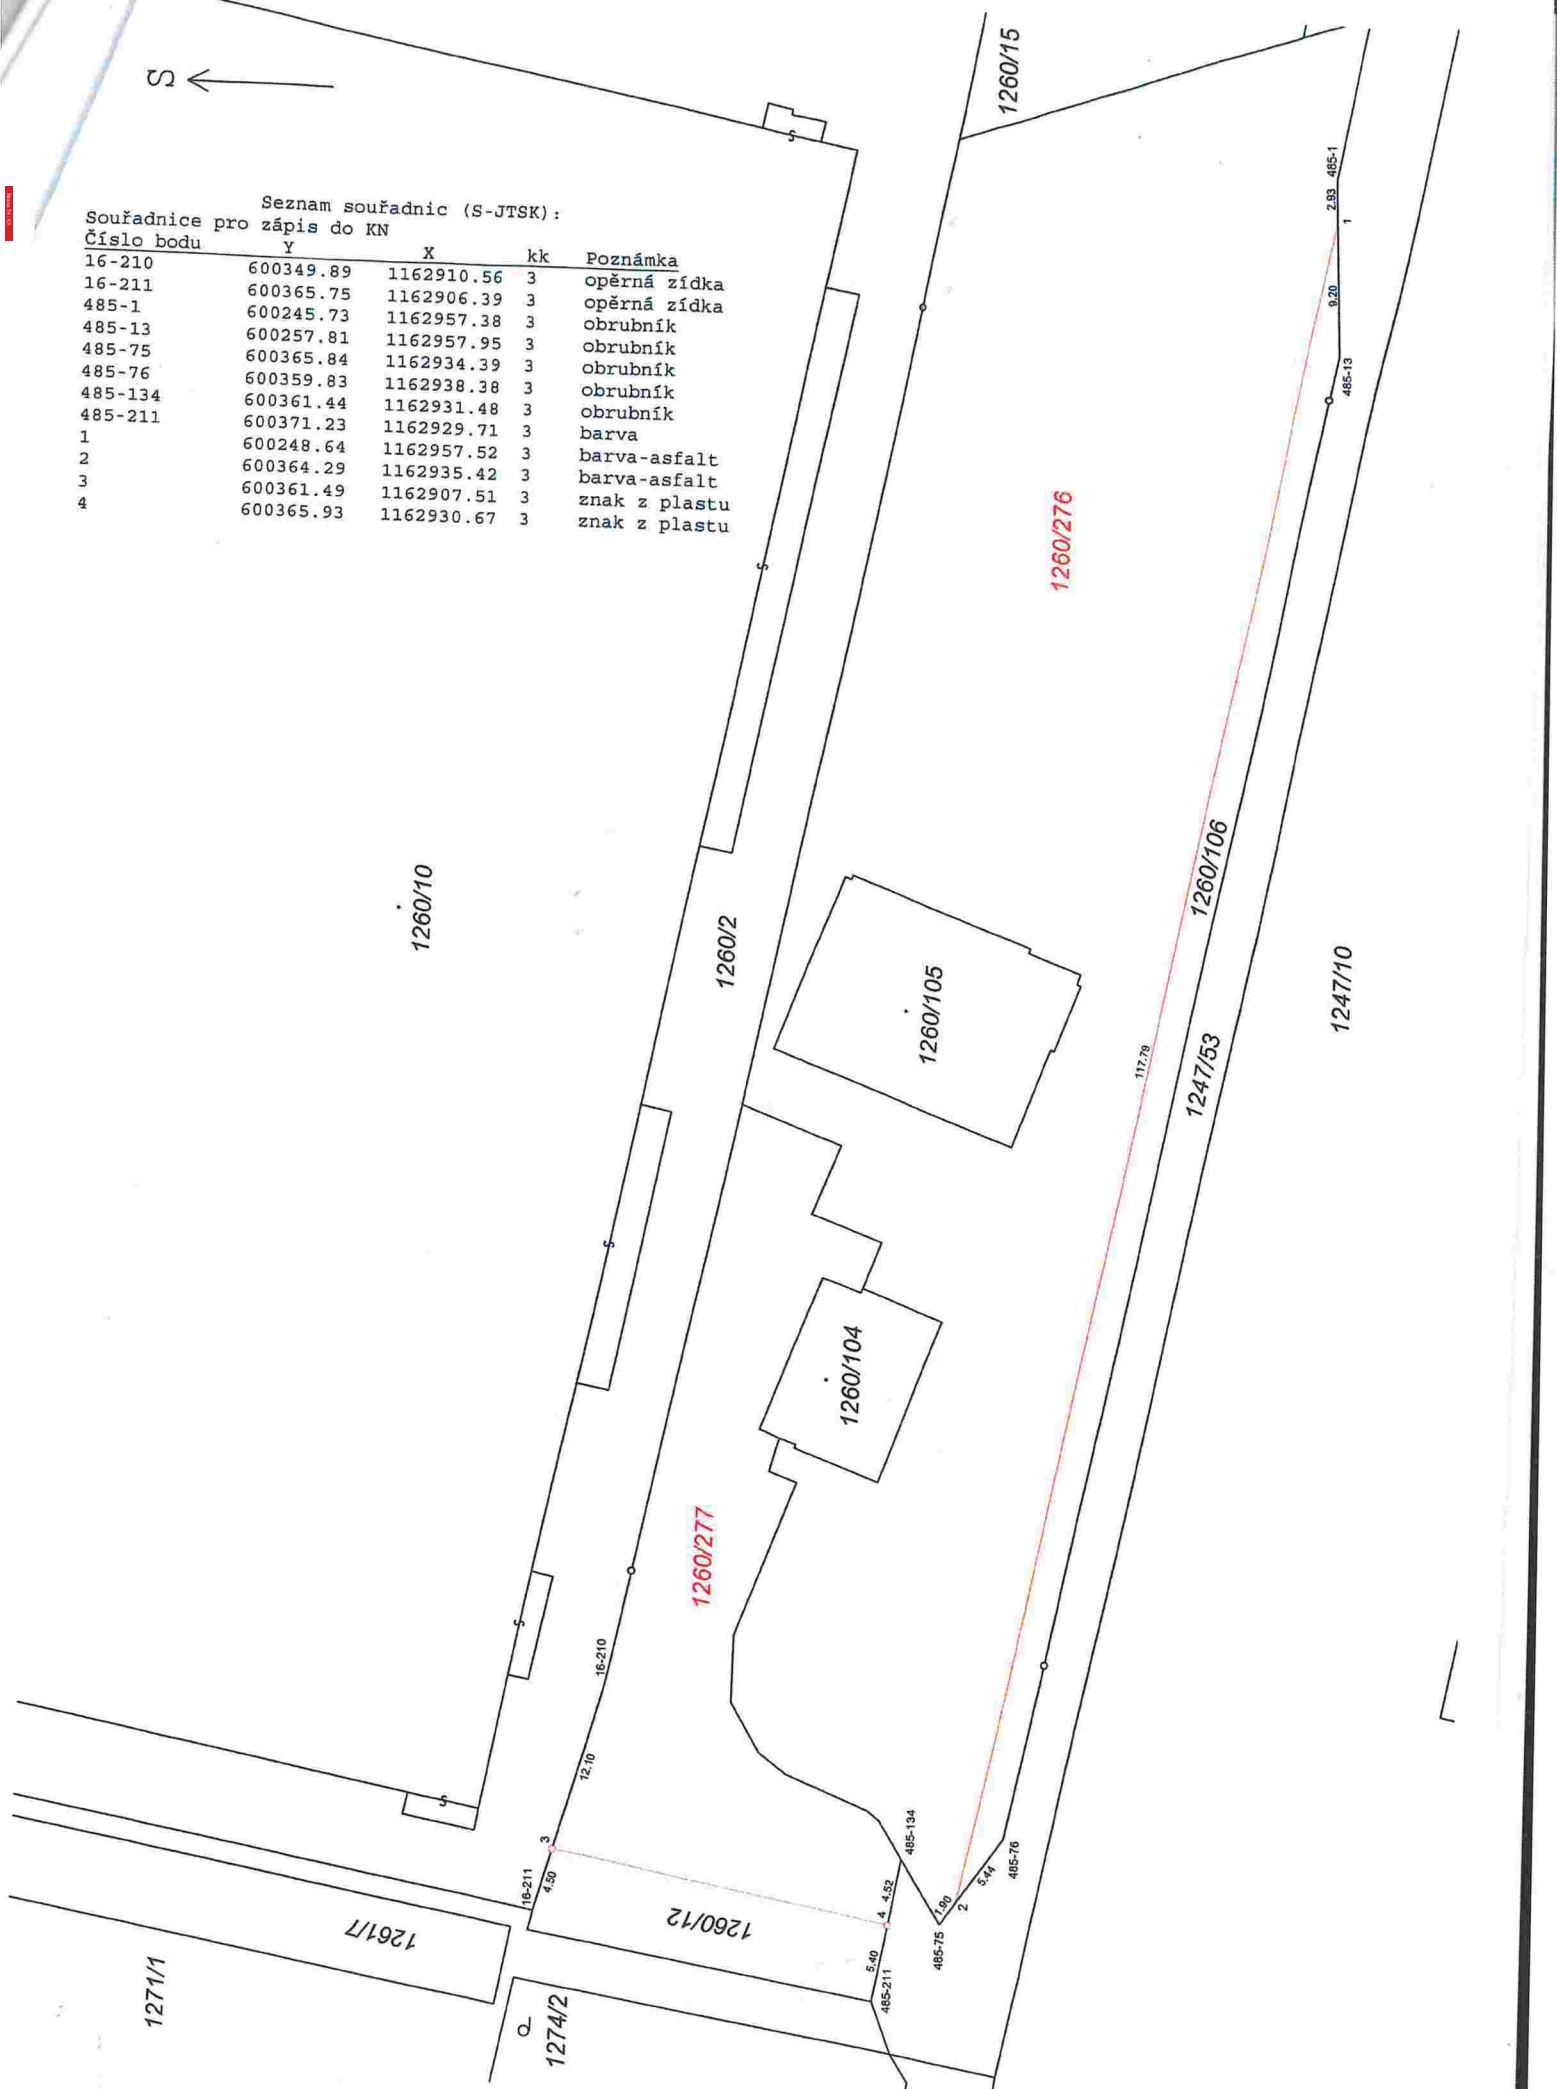 S
Seznam souřadnic (S-JTSK):
Souřadnice pro zápis do KN
Číslo bodu Y X kk Poznámka
16-210 600349.89 1162910.56 3 opěrná zídka
16-211 600365.75 1162906.39 3 opěrná zídka
485-1 600245.73 1162957.38 3 obrubník
485-13 600257.81 1162957.95 3 obrubník
485-75 600365.84 1162934.39 3 obrubník
485-76 600359.83 1162938.38 3 obrubník
485-134 600361.44 1162931.48 3 obrubník
485-211 600371.23 1162929.71 3 barva
1 600248.64 1162957.52 3 barva-asfalt
2 600364.29 1162935.42 3 barva-asfalt
3 600361.49 1162907.51 3 znak z plastu
4 600365.93 1162930.67 3 znak z plastu
1260/15
485-1
2.93
1
9.20
485-13
1260/276
1260/10
1260/2
1260/105
1260/106
1247/10
1247/53
117.79
1260/104
1260/277
16-210
12.10
3
16-211
4.50
485-134
4.52
4
5.40
485-211
485-75
1.90
2
5.44
485-76
1260/12
1261/7
1271/1
1274/2